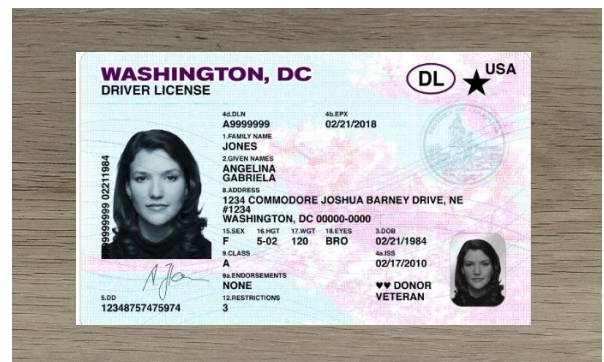 WASHINGTON, DC
DRIVER LICENSE
DL
USA
4d.DLN
4b.EPX
A9999999
02/21/2018
1.FAMILY NAME
JONES
2.GIVEN NAMES
ANGELINA
GABRIELA
8.ADDRESS
1234 COMMODORE JOSHUA BARNEY DRIVE, NE
#1234
WASHINGTON, DC 00000-0000
15.SEX 16.HGT 17.WGT 18.EYES 3.DOB
F 5-02 120 BRO 02/21/1984
9.CLASS 4a.ISS
A 02/17/2010
9a.ENDORSEMENTS
NONE
♥♥ DONOR
VETERAN
5.DD 12.RESTRICTIONS
12348757475974 3
02211984